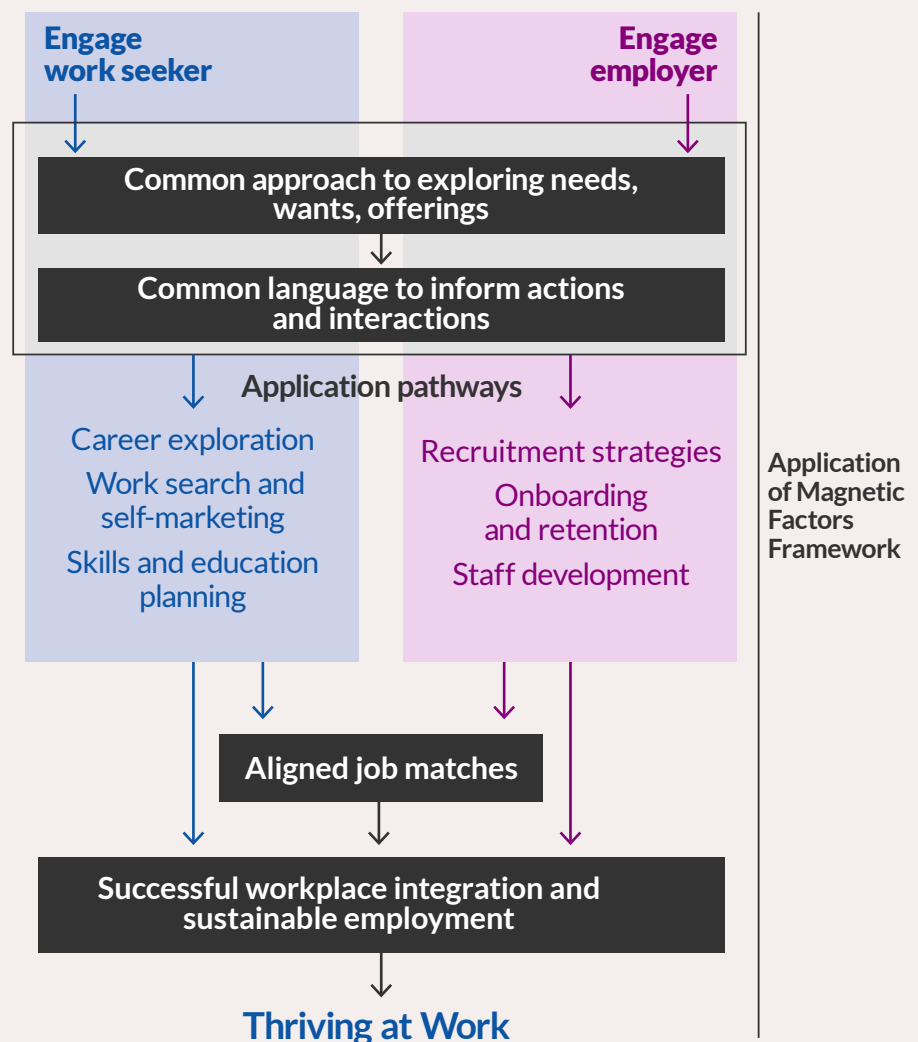 Engage
work seeker
Engage
employer
Common approach to exploring needs,
wants, offerings
Common language to inform actions
and interactions
Application pathways
Career exploration
Work search and
self-marketing
Skills and education
planning
Recruitment strategies
Onboarding
and retention
Staff development
Application
of Magnetic
Factors
Framework
Aligned job matches
Successful workplace integration and
sustainable employment
Thriving at Work